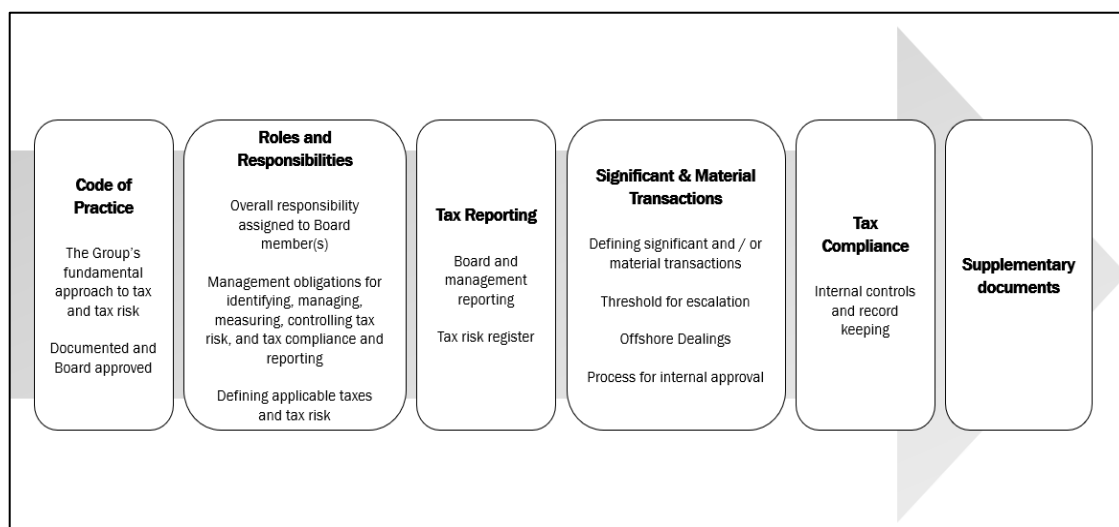 Code of
Practice
The Group's
fundamental
approach to tax
and tax risk
Documented and
Board approved
Roles and
Responsibilities
Overall responsibility
assigned to Board
member(s)
Management obligations for
identifying, managing,
measuring, controlling tax
risk, and tax compliance and
reporting
Defining applicable taxes
and tax risk
Tax Reporting
Board and
management
reporting
Tax risk register
Significant & Material
Transactions
Defining significant and / or
material transactions
Threshold for escalation
Offshore Dealings
Process for internal approval
Tax
Compliance
Internal controls
and record
keeping
Supplementary
documents